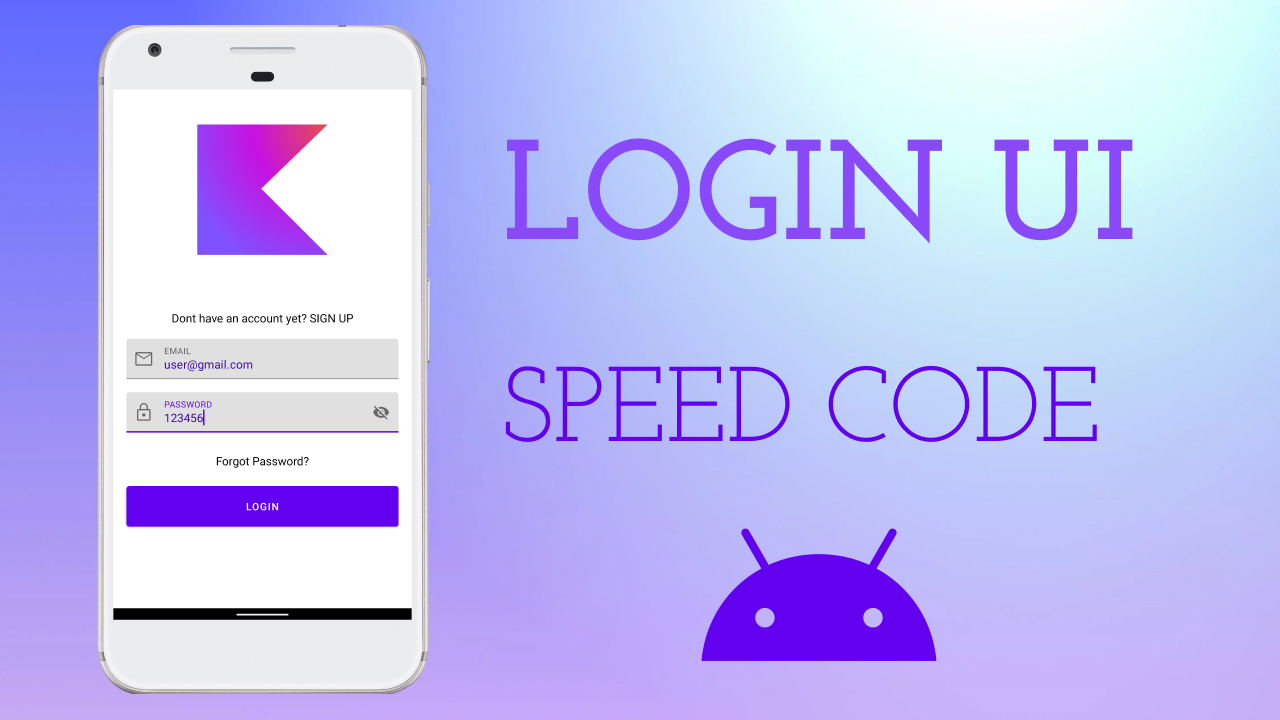 Dont have an account yet? SIGN UP
EMAIL
user@gmail.com
PASSWORD
123456
Forgot Password?
LOGIN
LOGIN UI
SPEED CODE